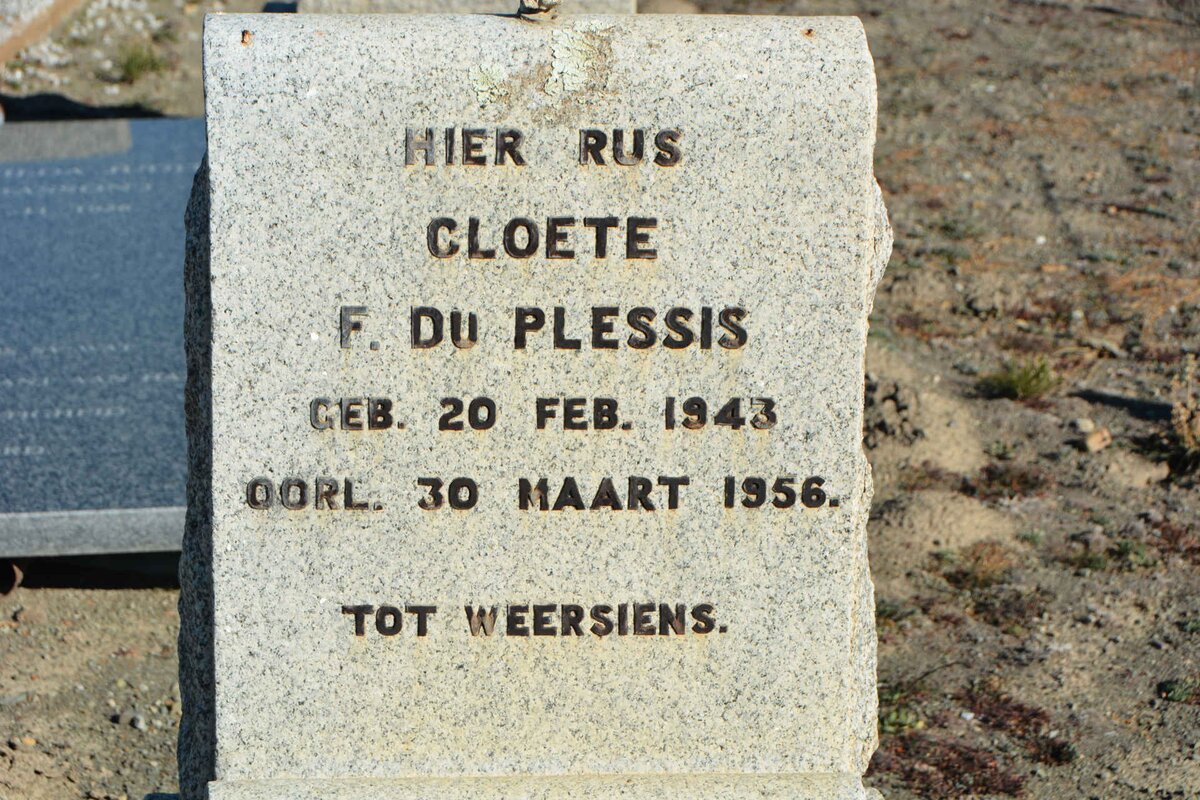 HIER RUS
CLOETE
F. DU PLESSIS
GEB. 20 FEB. 1943
OORL. 30 MAART 1956.
TOT WEERSIENS.